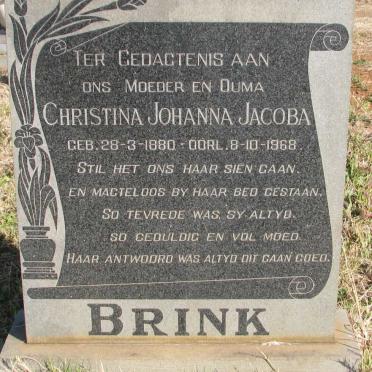 TER GEDAGTENIS AAN
ONS MOEDER EN OUMA
CHRISTINA JOHANNA JACOBA
GEB. 28-3-1880 - OORL. 8-10-1968.
STIL HET ONS HAAR SIEN GAAN.
EN MAGTELOOS BY HAAR BED GESTAAN.
SO TEVREDE WAS SY ALTYD.
SO GEDULDIG EN VOL MOED.
HAAR ANTWOORD WAS ALTYD DIT GAAN GOED.
BRINK